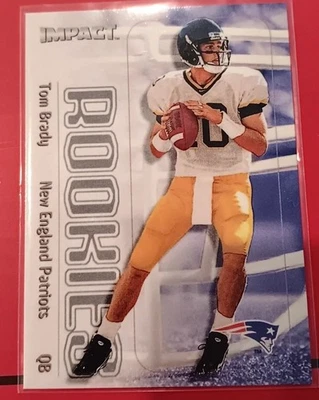 IMPACT
ROOKIES
Tom Brady New England Patriots QB